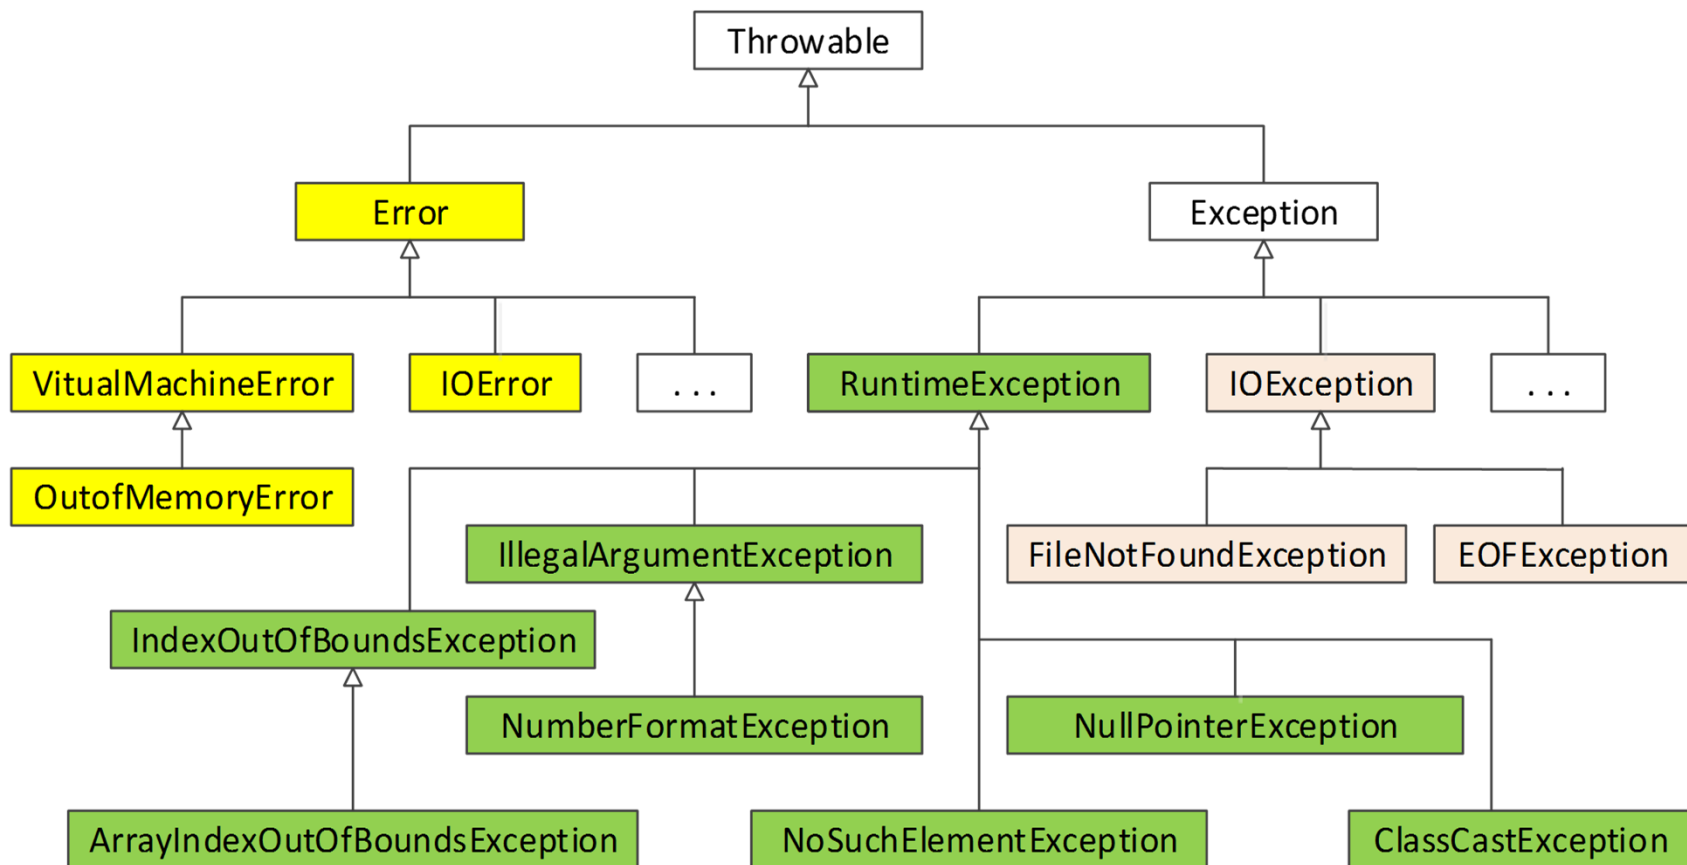 Throwable
Error
Exception
VitualMachineError
IOError
...
RuntimeException
IOException
...
OutofMemoryError
IllegalArgumentException
FileNotFoundException
EOFException
IndexOutOfBoundsException
NumberFormatException
NullPointerException
ArrayIndexOutOfBoundsException
NoSuchElementException
ClassCastException